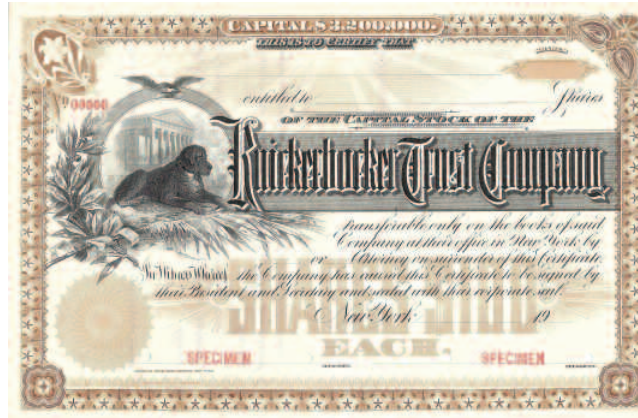 CAPITAL $3,200,000.
THIS IS TO CERTIFY THAT
00000
entitled to Shares
OF THE CAPITAL STOCK OF THE
Knickerbocker Trust Company,
transferable only on the books of said
Company at their office in New York by
or Attorney on surrender of this Certificate
In Witness Whereof the Company has caused this Certificate to be signed by
their President and Secretary and sealed with their corporate seal.
New York 19
EACH.
SPECIMEN SPECIMEN